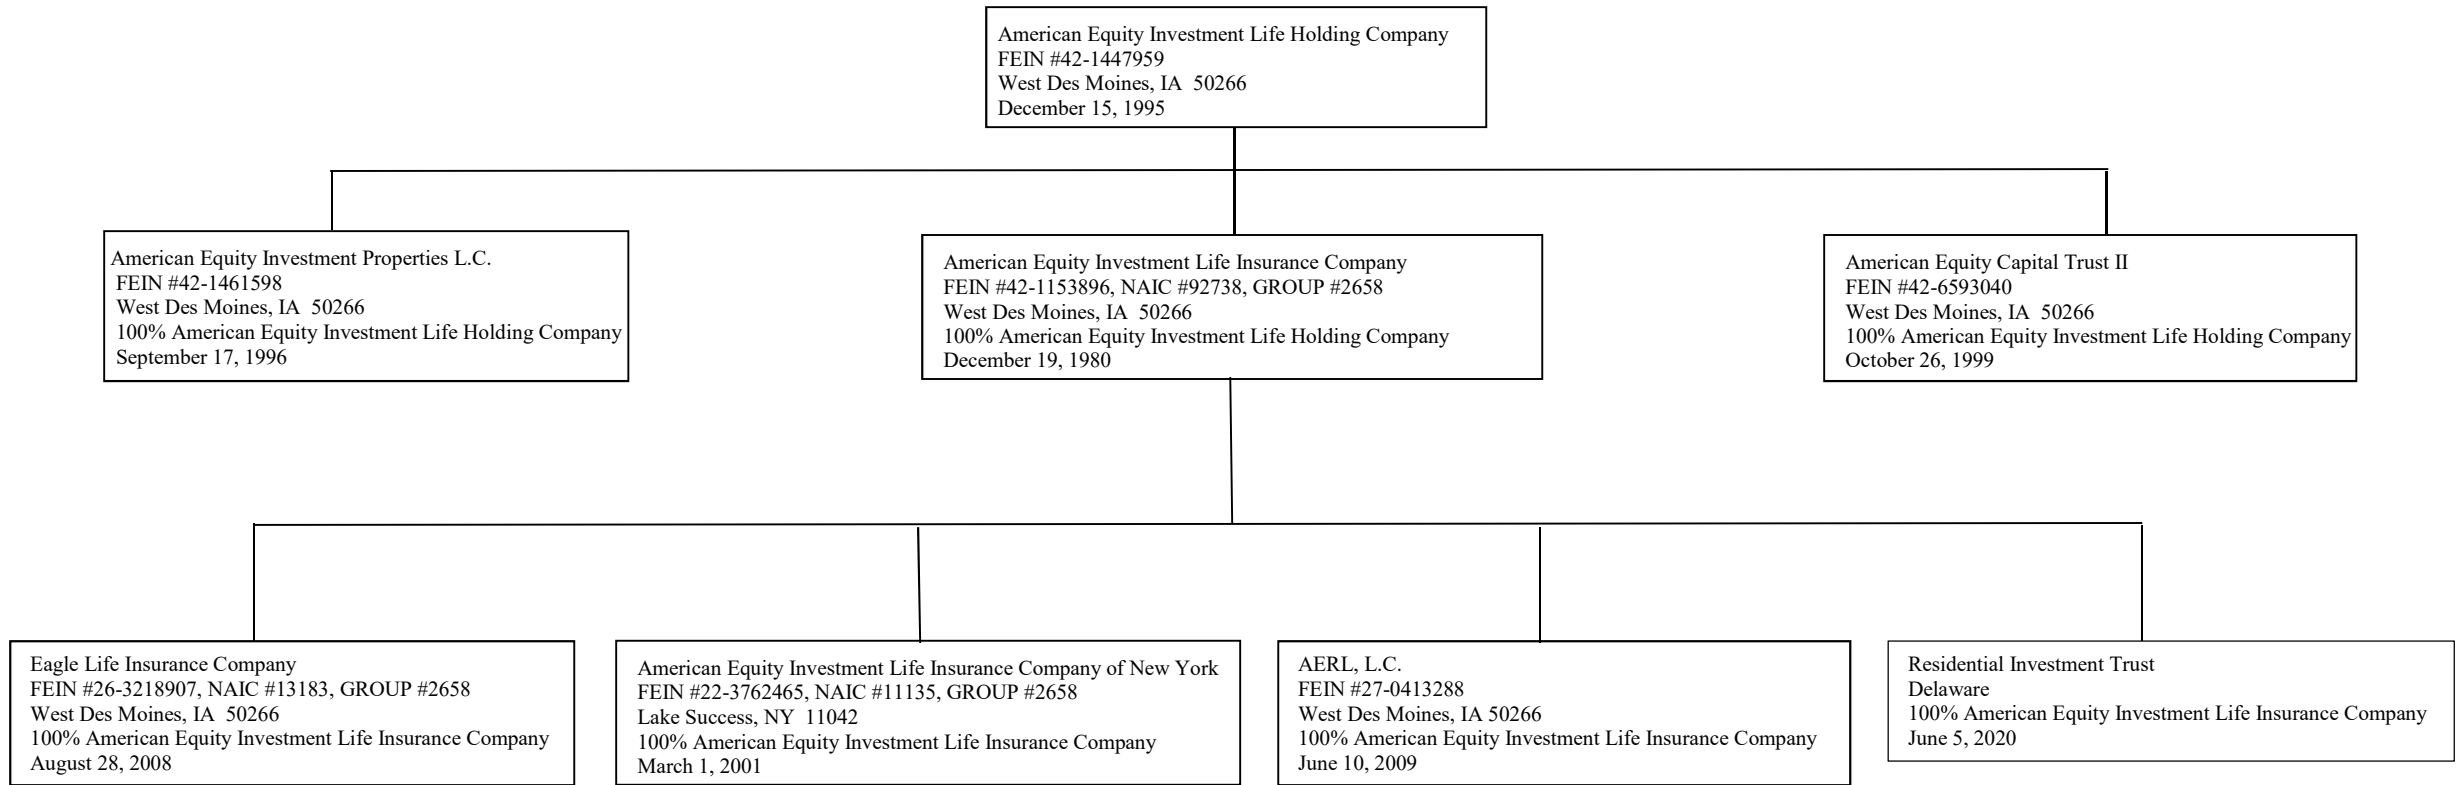 American Equity Investment Life Holding Company
FEIN #42-1447959
West Des Moines, IA  50266
December 15, 1995
American Equity Investment Properties L.C.
FEIN #42-1461598
West Des Moines, IA  50266
100% American Equity Investment Life Holding Company
September 17, 1996
American Equity Investment Life Insurance Company
FEIN #42-1153896, NAIC #92738, GROUP #2658
West Des Moines, IA  50266
100% American Equity Investment Life Holding Company
December 19, 1980
American Equity Capital Trust II
FEIN #42-6593040
West Des Moines, IA  50266
100% American Equity Investment Life Holding Company
October 26, 1999
Eagle Life Insurance Company
FEIN #26-3218907, NAIC #13183, GROUP #2658
West Des Moines, IA  50266
100% American Equity Investment Life Insurance Company
August 28, 2008
American Equity Investment Life Insurance Company of New York
FEIN #22-3762465, NAIC #11135, GROUP #2658
Lake Success, NY  11042
100% American Equity Investment Life Insurance Company
March 1, 2001
AERL, L.C.
FEIN #27-0413288
West Des Moines, IA 50266
100% American Equity Investment Life Insurance Company
June 10, 2009
Residential Investment Trust
Delaware
100% American Equity Investment Life Insurance Company
June 5, 2020